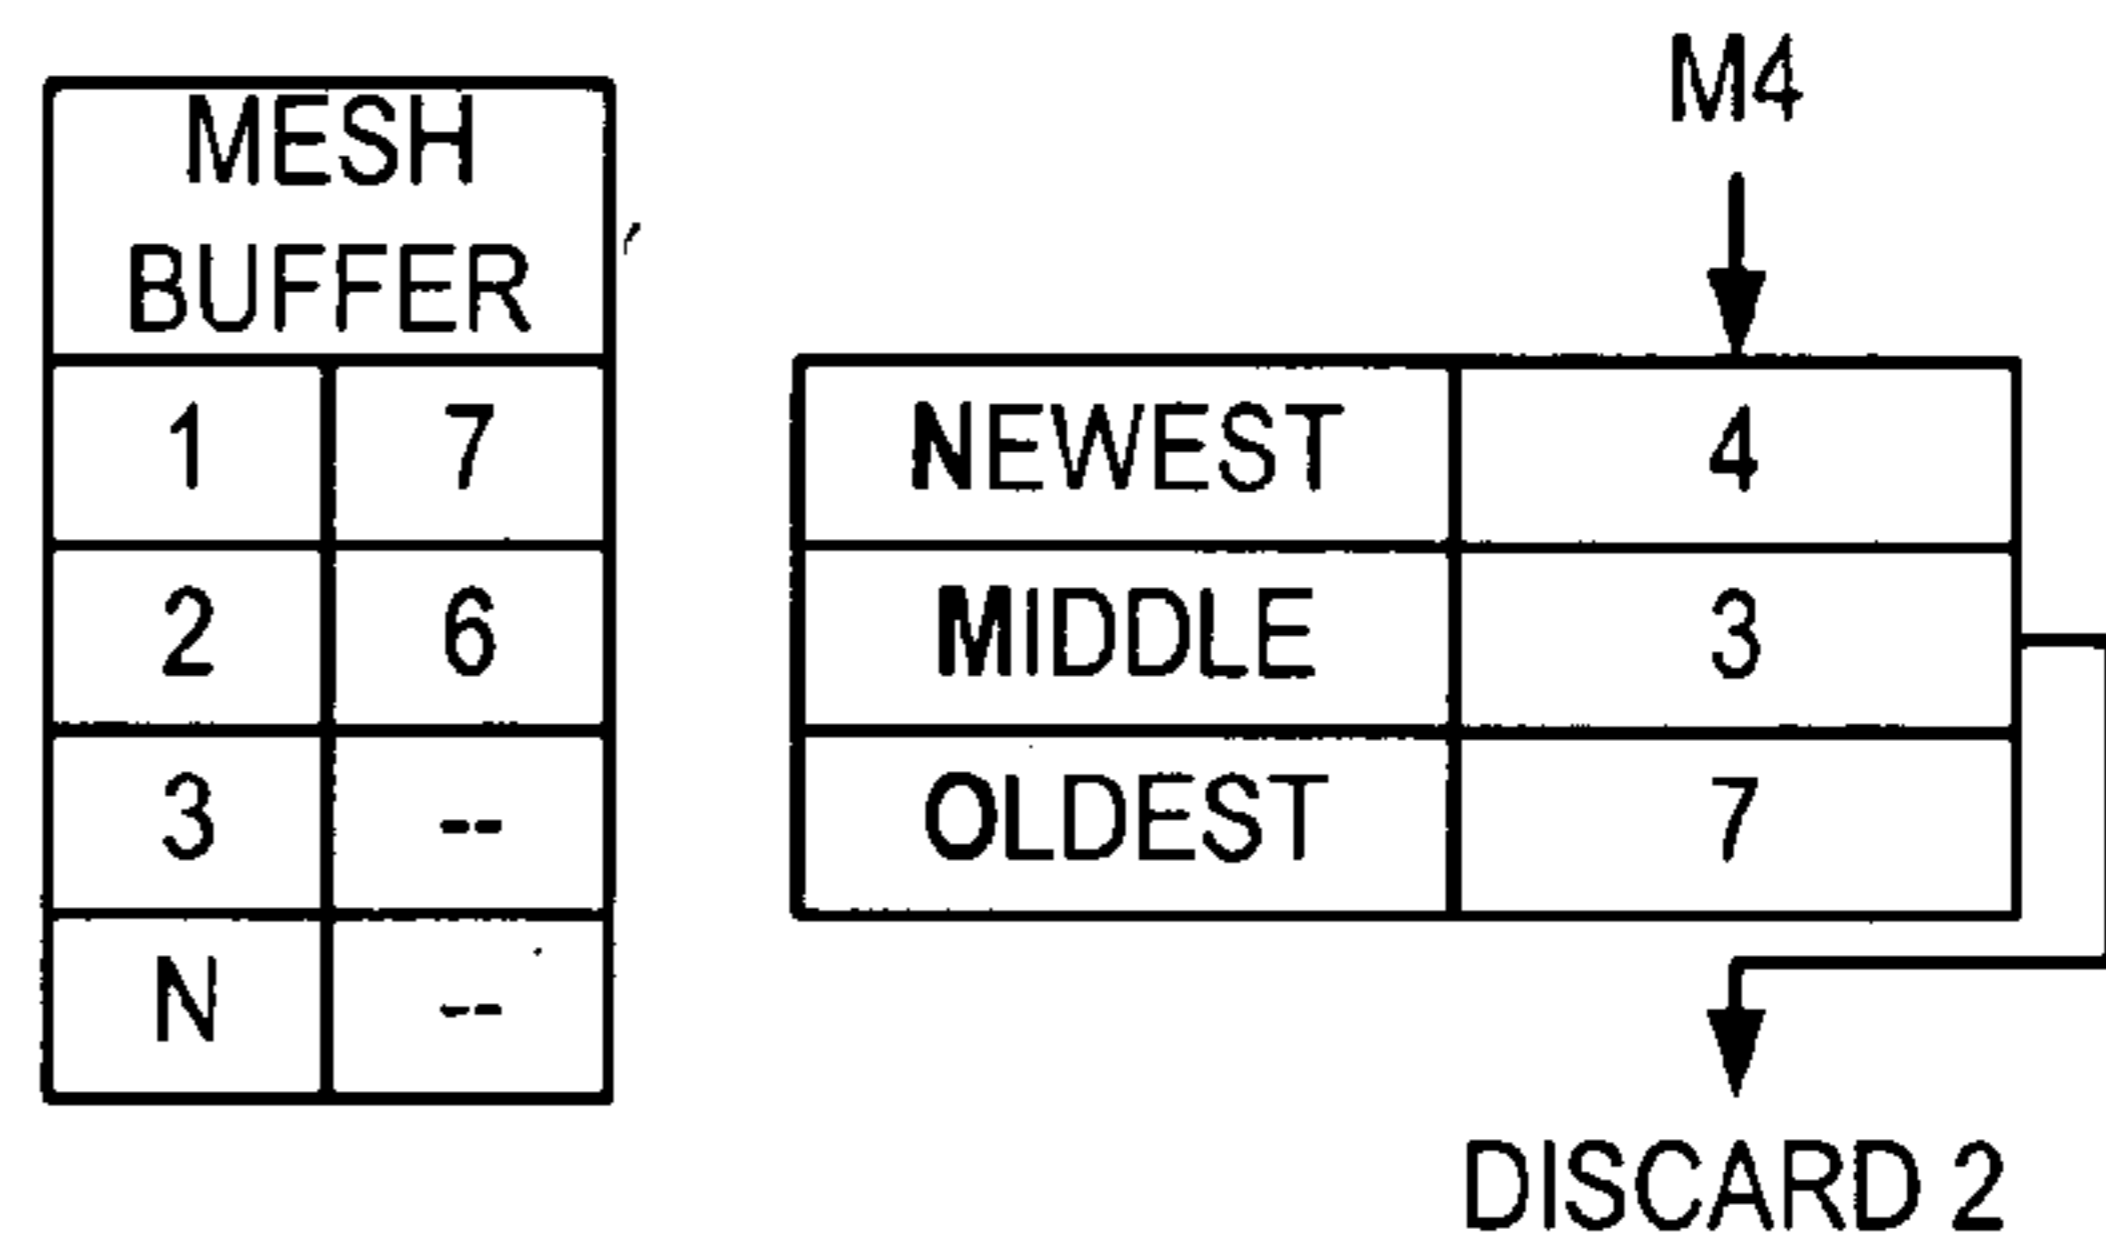 MESH
BUFFER
1 7
2 6
3 --
N --
M4
NEWEST 4
MIDDLE 3
OLDEST 7
DISCARD 2